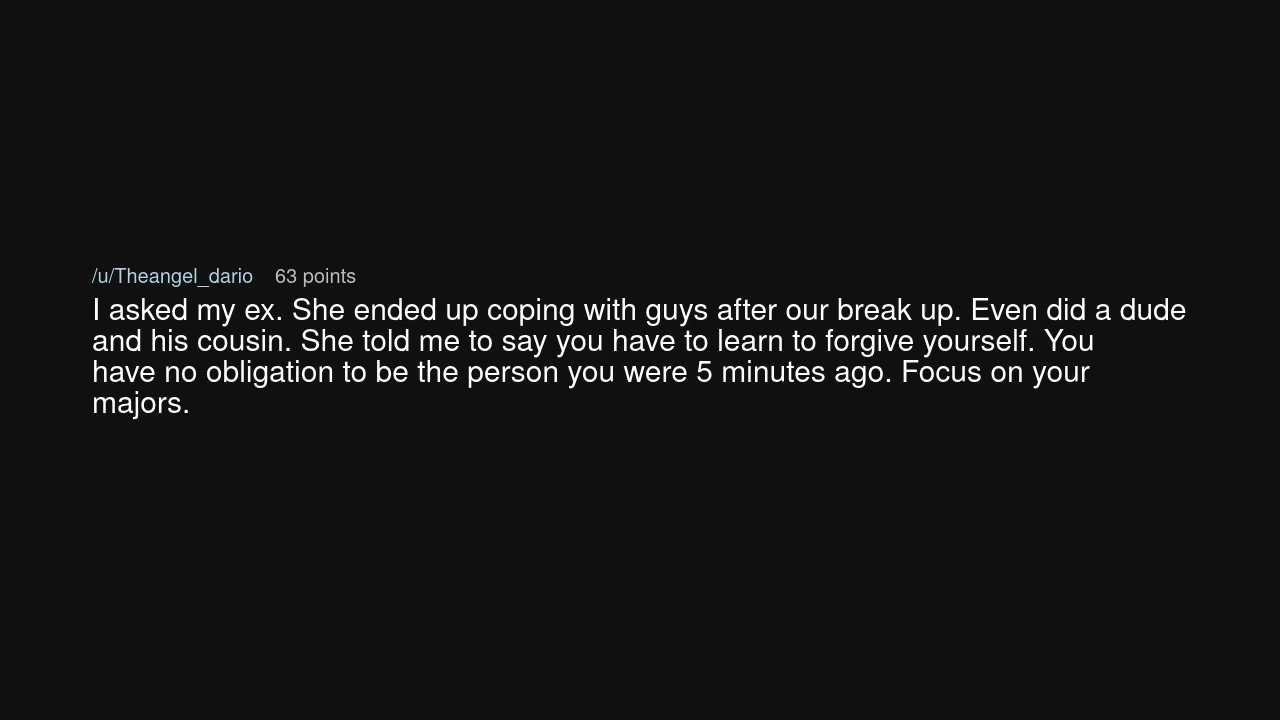 /u/Theangel_dario 63 points
I asked my ex. She ended up coping with guys after our break up. Even did a dude
and his cousin. She told me to say you have to learn to forgive yourself. You
have no obligation to be the person you were 5 minutes ago. Focus on your
majors.